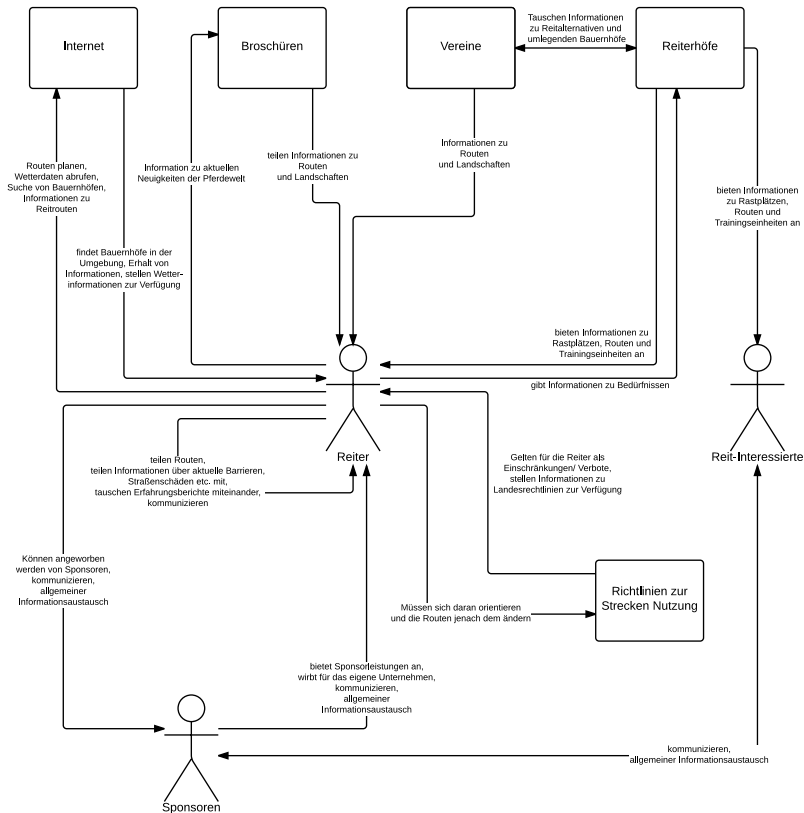 Tauschen Informationen
zu Reitalternativen und
umlegenden Bauernhöfe
Internet
Broschüren
Vereine
Reiterhöfe
Routen planen,
Wetterdaten abrufen,
Suche von Bauernhöfen,
Informationen zu
Reitrouten
Information zu aktuellen
Neuigkeiten der Pferdewelt
teilen Informationen zu
Routen
und Landschaften
Informationen zu
Routen
und Landschaften
bieten Informationen
zu Rastplätzen,
Routen und
Trainingseinheiten an
findet Bauernhöfe in der
Umgebung, Erhalt von
Informationen, stellen Wetter-
informationen zur Verfügung
bieten Informationen zu
Rastplätzen, Routen und
Trainingseinheiten an
gibt Informationen zu Bedürfnissen
Reiter
Reit-Interessierte
teilen Routen,
teilen Informationen über aktuelle Barrieren,
Straßenschäden etc. mit,
tauschen Erfahrungsberichte miteinander,
kommunizieren
Gelten für die Reiter als
Einschränkungen/ Verbote,
stellen Informationen zu
Landesrechtlinien zur Verfügung
Können angeworben
werden von Sponsoren,
kommunizieren,
allgemeiner
Informationsaustausch
Richtlinien zur
Strecken Nutzung
Müssen sich daran orientieren
und die Routen jenach dem ändern
bietet Sponsorleistungen an,
wirbt für das eigene Unternehmen,
kommunizieren,
allgemeiner
Informationsaustausch
kommunizieren,
allgemeiner Informationsaustausch
Sponsoren